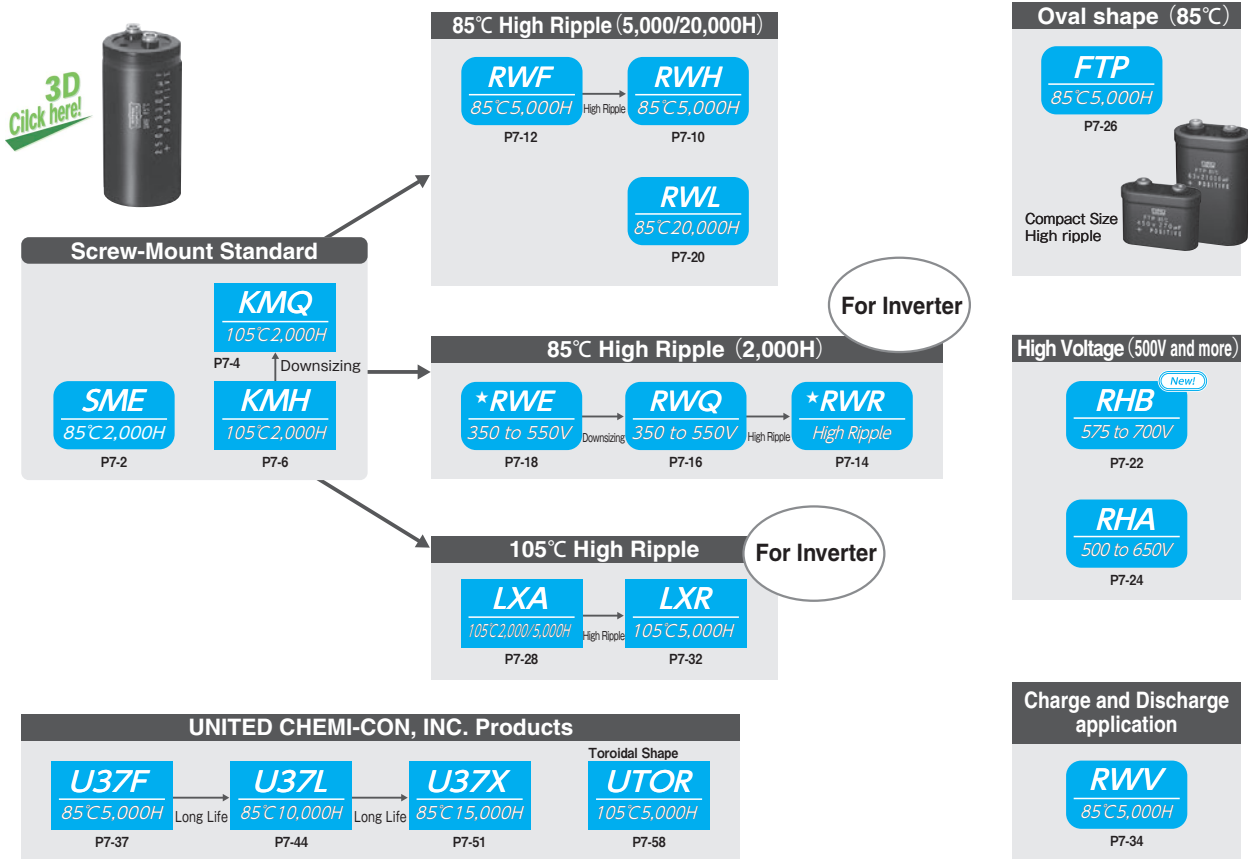 3D
Cilck here!
85℃ High Ripple (5,000/20,000H)
RWF
85℃5,000H
P7-12
High Ripple
RWH
85℃5,000H
P7-10
RWL
85℃20,000H
P7-20
Screw-Mount Standard
KMQ
105℃2,000H
P7-4
Downsizing
SME
85℃2,000H
P7-2
KMH
105℃2,000H
P7-6
For Inverter
85℃ High Ripple (2,000H)
★RWE
350 to 550V
P7-18
Downsizing
RWQ
350 to 550V
P7-16
High Ripple
★RWR
High Ripple
P7-14
105℃ High Ripple
For Inverter
LXA
105℃2,000/5,000H
P7-28
High Ripple
LXR
105℃5,000H
P7-32
UNITED CHEMI-CON, INC. Products
U37F
85℃5,000H
P7-37
Long Life
U37L
85℃10,000H
P7-44
Long Life
U37X
85℃15,000H
P7-51
Toroidal Shape
UTOR
105℃5,000H
P7-58
Oval shape (85℃)
FTP
85℃5,000H
P7-26
Compact Size
High ripple
High Voltage (500V and more)
New!
RHB
575 to 700V
P7-22
RHA
500 to 650V
P7-24
Charge and Discharge
application
RWV
85℃5,000H
P7-34